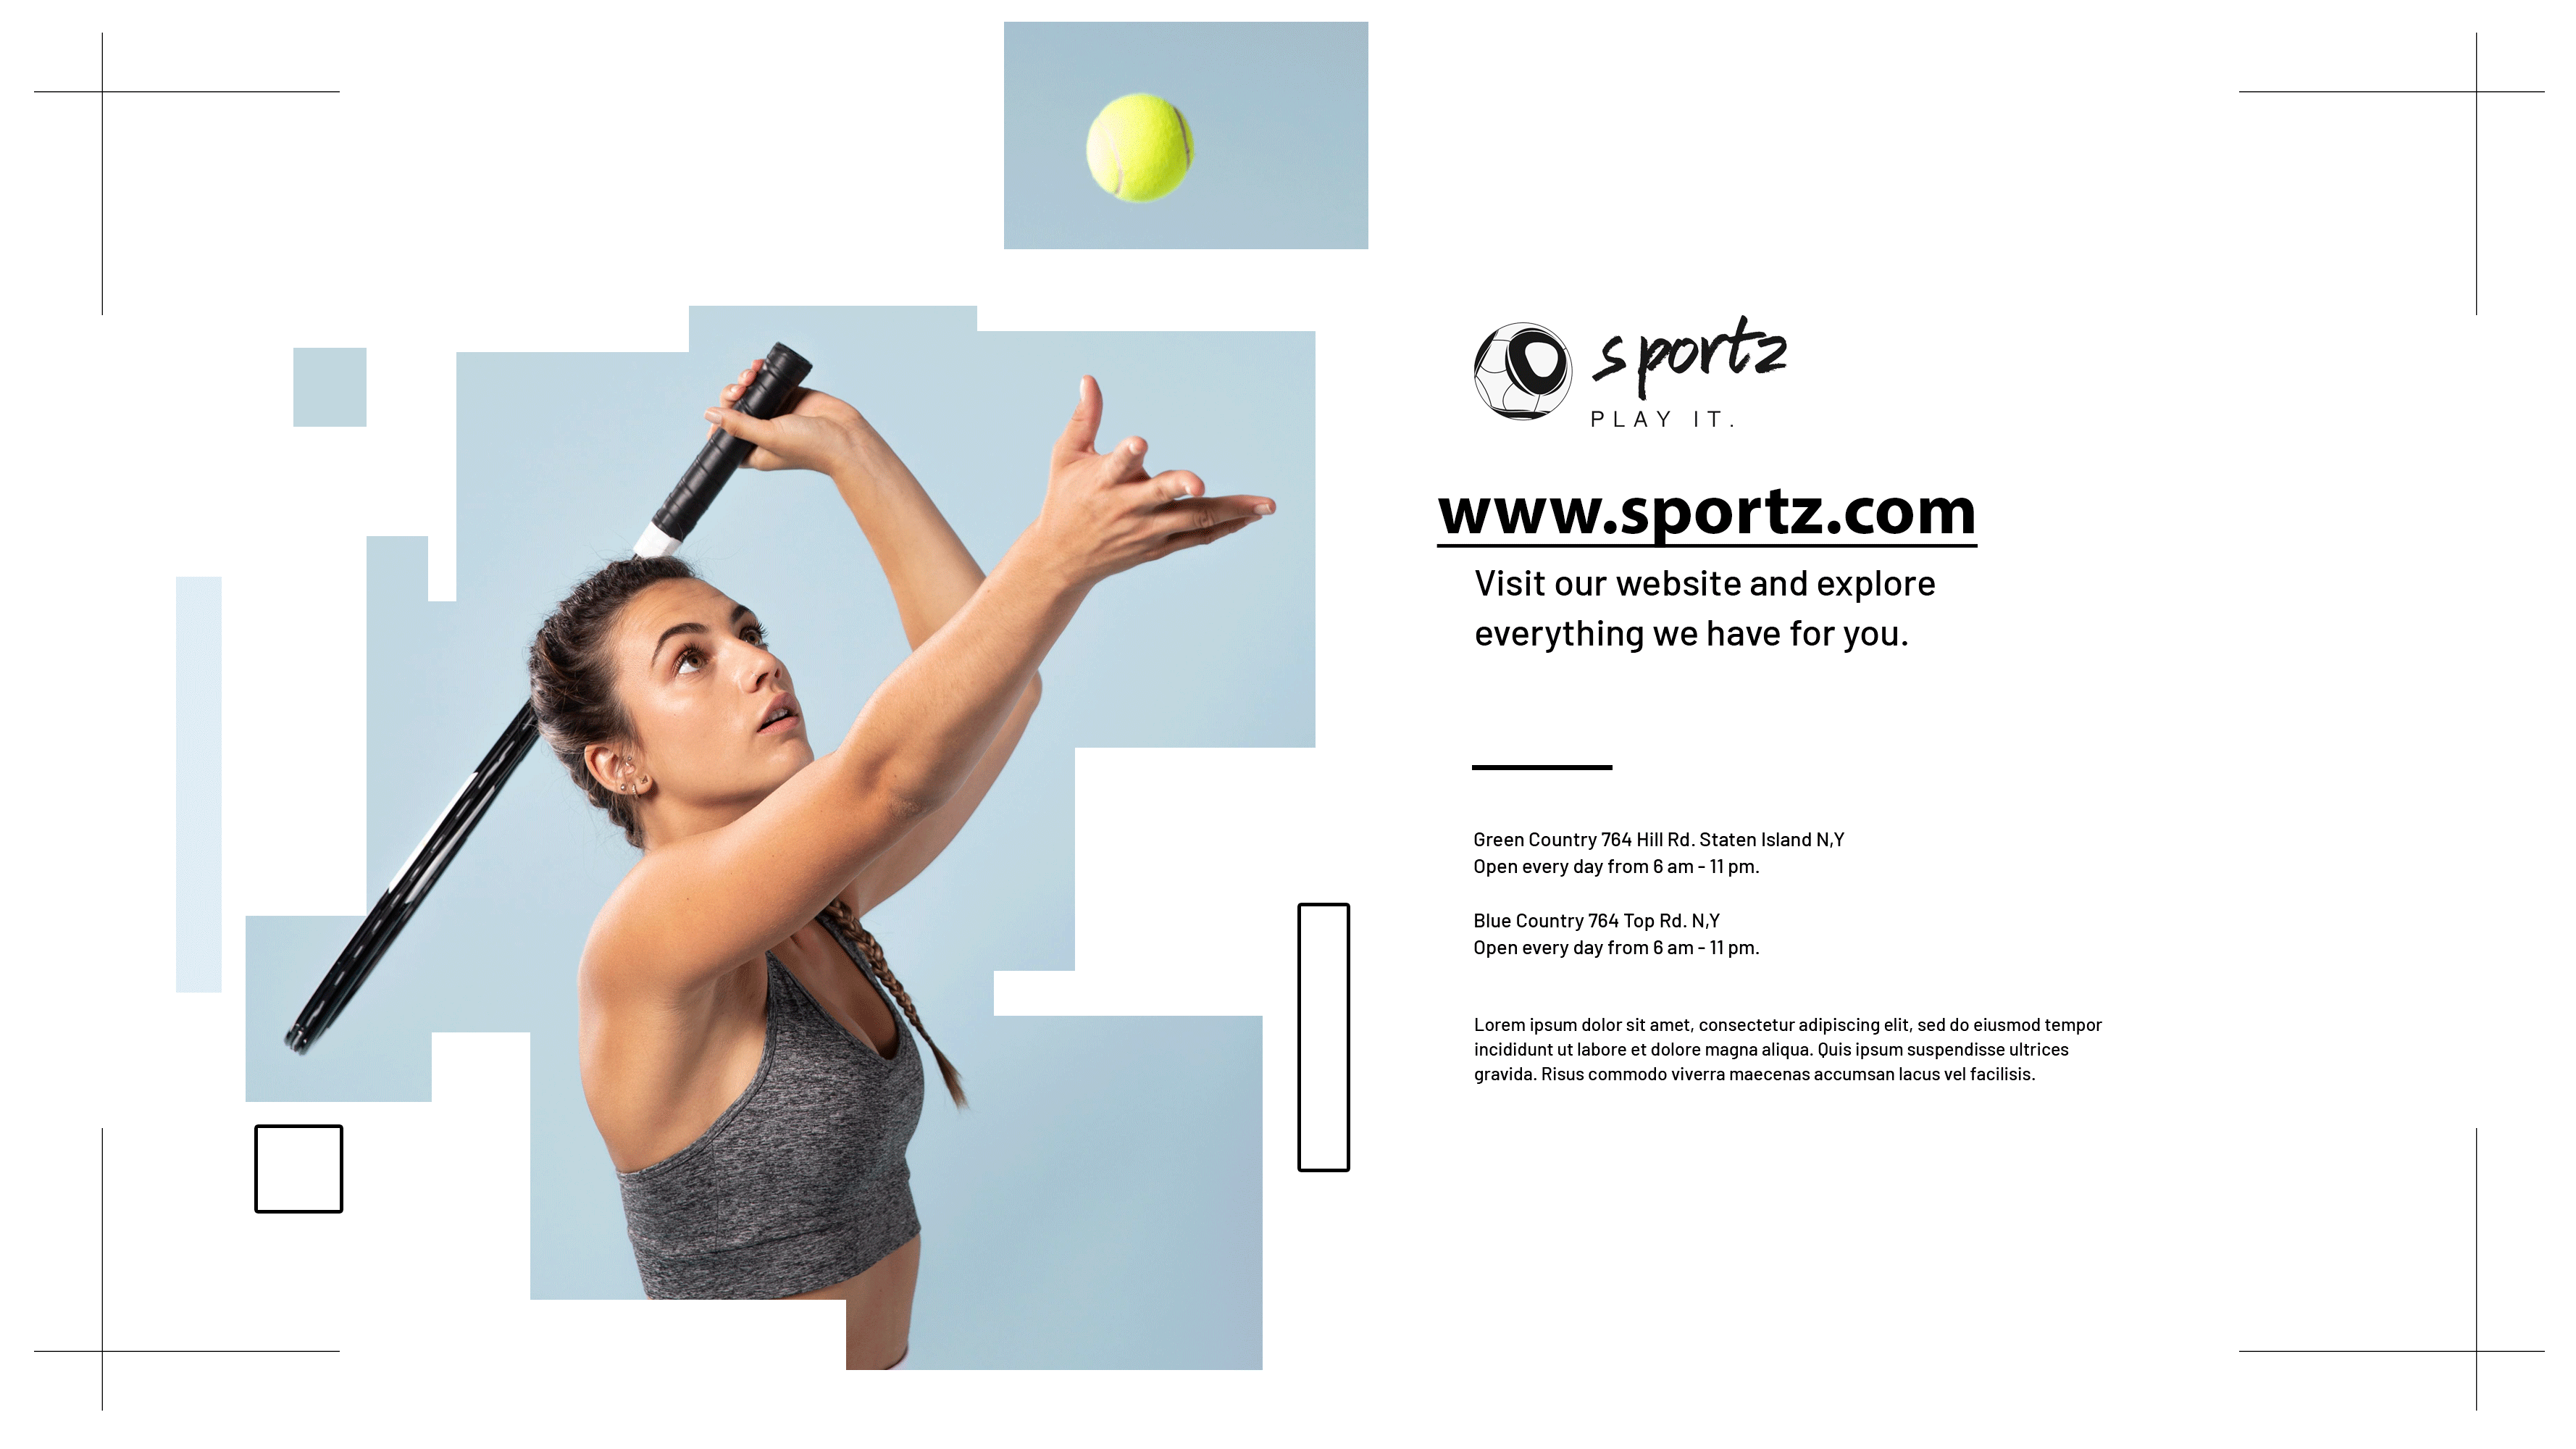 sportz
PLAY IT.
www.sportz.com
Visit our website and explore
everything we have for you.
Green Country 764 Hill Rd. Staten Island N,Y
Open every day from 6 am - 11 pm.
Blue Country 764 Top Rd. N,Y
Open every day from 6 am - 11 pm.
Lorem ipsum dolor sit amet, consectetur adipiscing elit, sed do eiusmod tempor
incididunt ut labore et dolore magna aliqua. Quis ipsum suspendisse ultrices
gravida. Risus commodo viverra maecenas accumsan lacus vel facilisis.